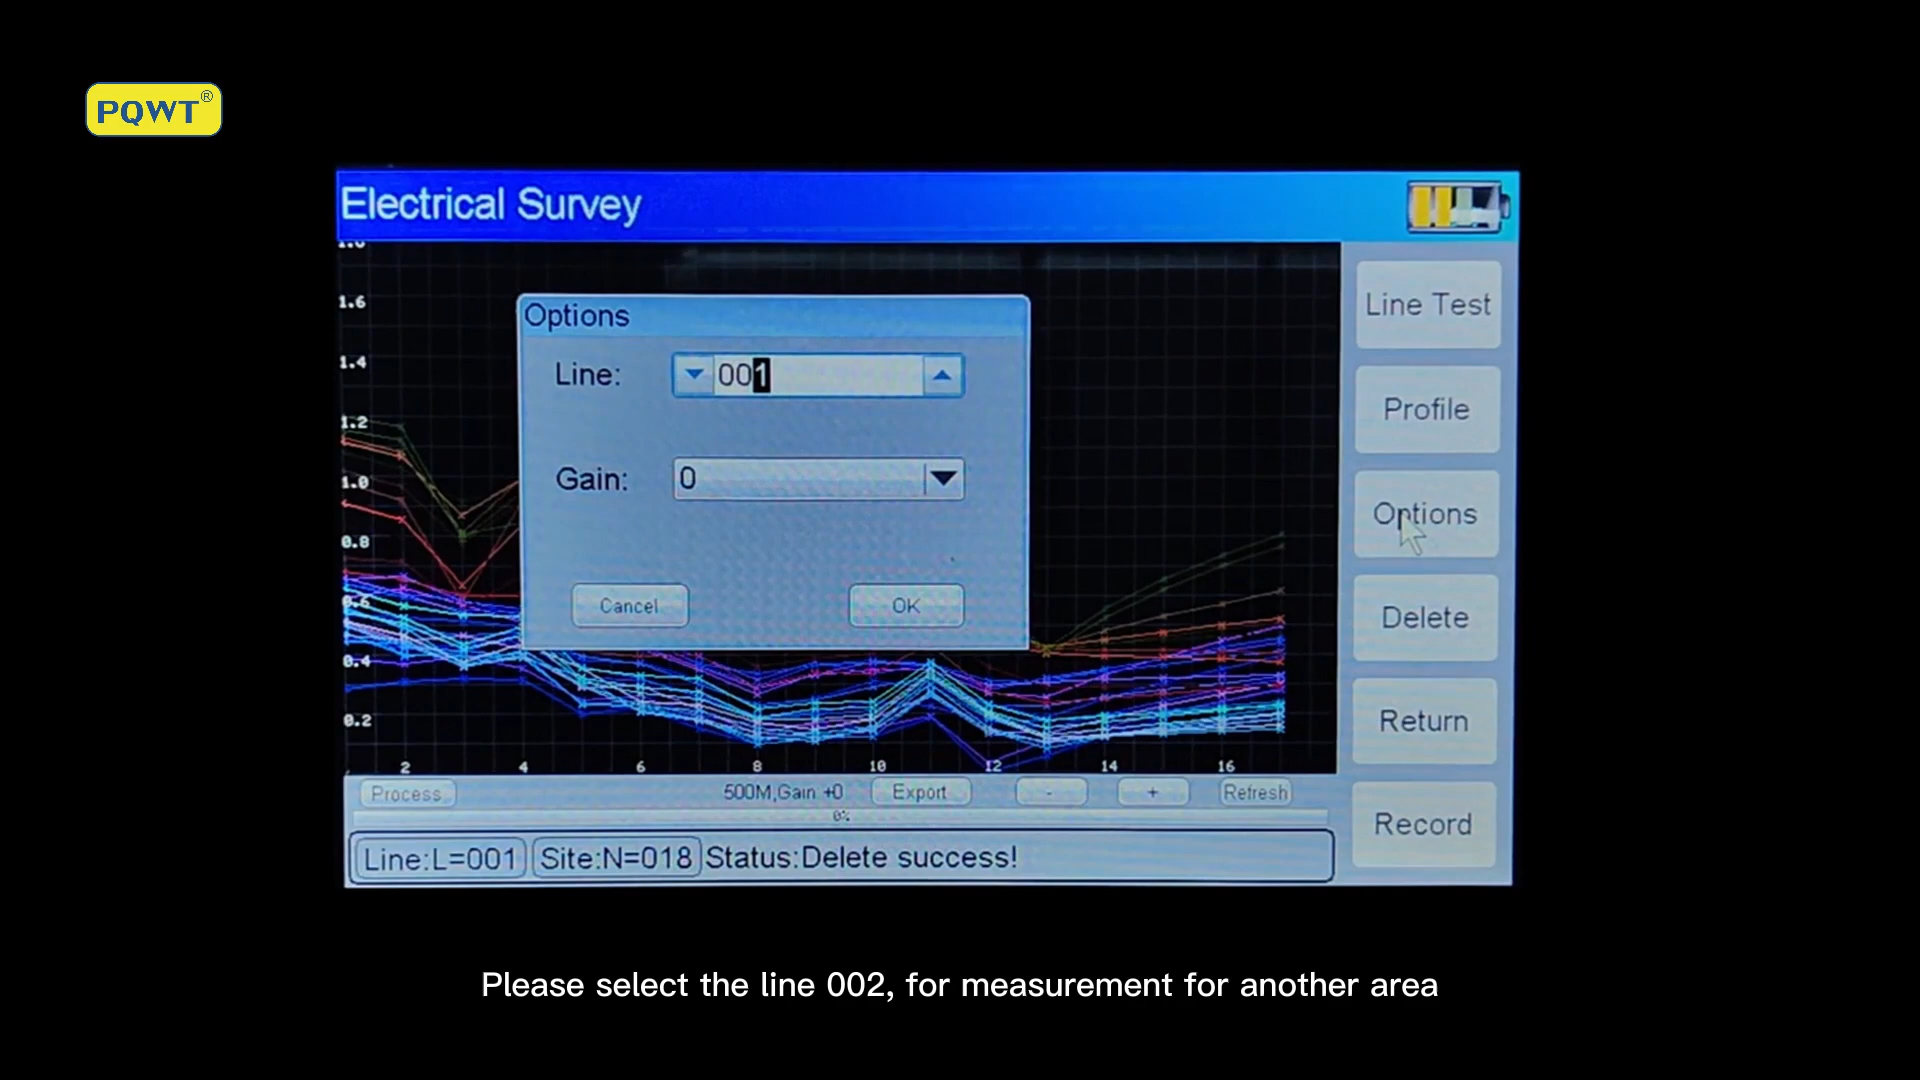 PQWT®
Electrical Survey
Options
Line: 001
Gain: 0
Cancel OK
Line Test
Profile
Options
Delete
Return
Record
1.6
1.4
1.2
1.0
0.8
0.6
0.4
0.2
2 4 6 8 10 12 14 16
Process 500M,Gain +0 Export - + Refresh
0%
Line:L=001 Site:N=018 Status:Delete success!
Please select the line 002, for measurement for another area